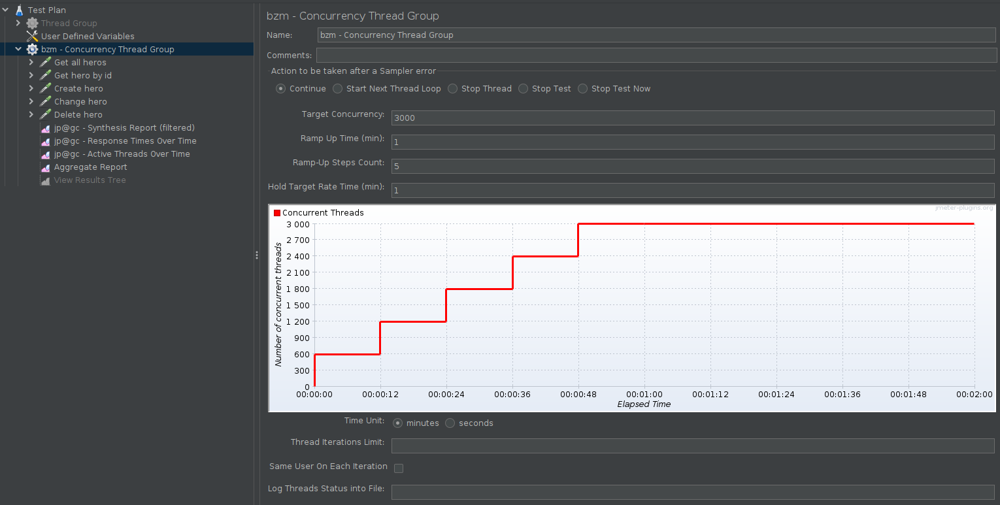 Test Plan
Thread Group
User Defined Variables
bzm - Concurrency Thread Group
Get all heros
Get hero by id
Create hero
Change hero
Delete hero
jp@gc - Synthesis Report (filtered)
jp@gc - Response Times Over Time
jp@gc - Active Threads Over Time
Aggregate Report
View Results Tree
bzm - Concurrency Thread Group
Name: bzm - Concurrency Thread Group
Comments:
Action to be taken after a Sampler error
Continue Start Next Thread Loop Stop Thread Stop Test Stop Test Now
Target Concurrency: 3000
Ramp Up Time (min): 1
Ramp-Up Steps Count: 5
Hold Target Rate Time (min): 1
Concurrent Threads
jmeter-plugins.org
Number of concurrent threads
3 000
2 700
2 400
2 100
1 800
1 500
1 200
900
600
300
0
00:00:00 00:00:12 00:00:24 00:00:36 00:00:48 00:01:00 00:01:12 00:01:24 00:01:36 00:01:48 00:02:00
Elapsed Time
Time Unit: minutes seconds
Thread Iterations Limit:
Same User On Each Iteration
Log Threads Status into File: